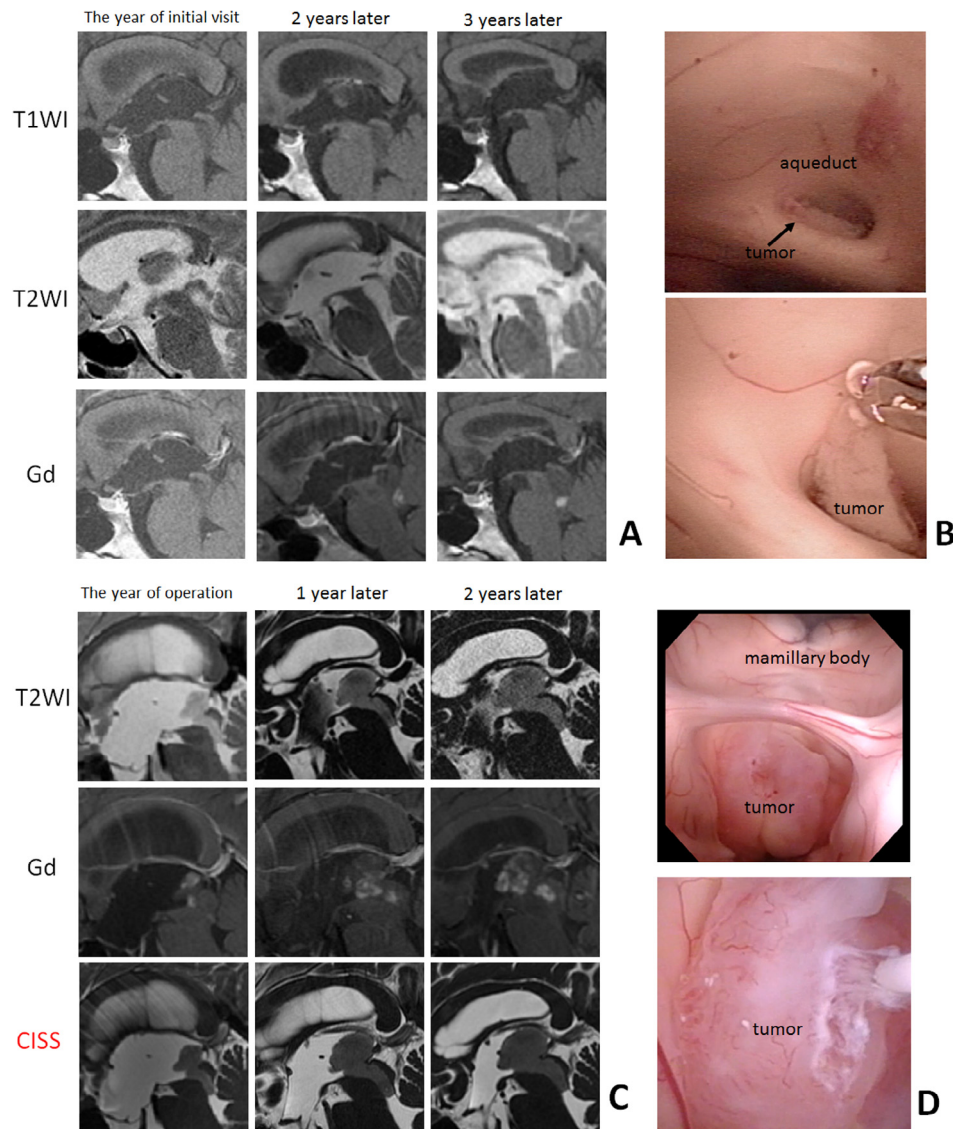 The year of initial visit
2 years later
3 years later
T1WI
T2WI
Gd
A
aqueduct
tumor
tumor
B
The year of operation
1 year later
2 years later
T2WI
Gd
CISS
C
mamillary body
tumor
tumor
D